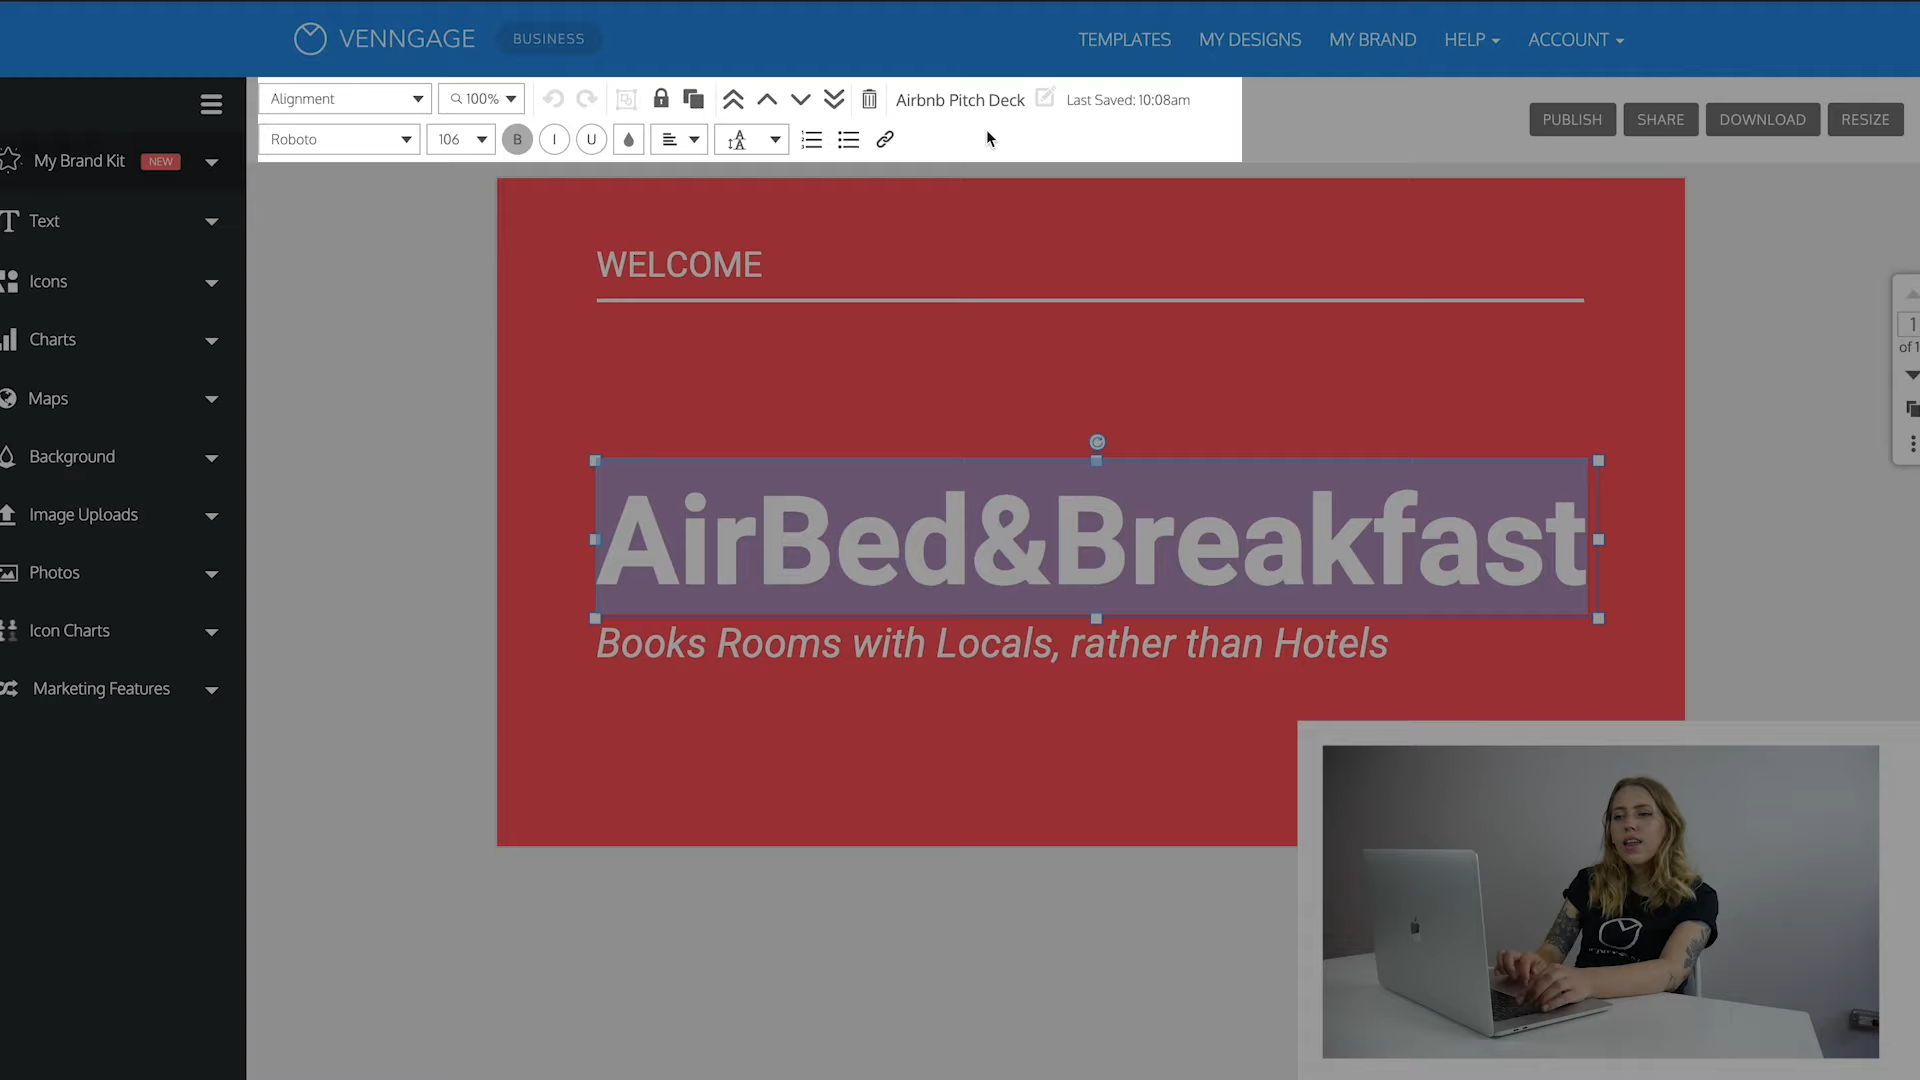 VENNGAGE BUSINESS TEMPLATES MY DESIGNS MY BRAND HELP ACCOUNT
Alignment 100% Airbnb Pitch Deck Last Saved: 10:08am
Roboto 106 B I U A
PUBLISH SHARE DOWNLOAD RESIZE
My Brand Kit NEW
Text
Icons
Charts
Maps
Background
Image Uploads
Photos
Icon Charts
Marketing Features
WELCOME
AirBed&Breakfast
Books Rooms with Locals, rather than Hotels
1
of 1